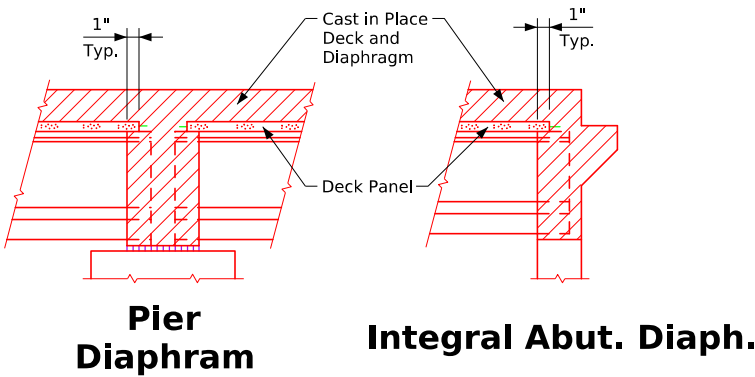 1"
Typ.
Cast in Place
Deck and
Diaphragm
1"
Typ.
Deck Panel
Pier
Diaphram
Integral Abut. Diaph.